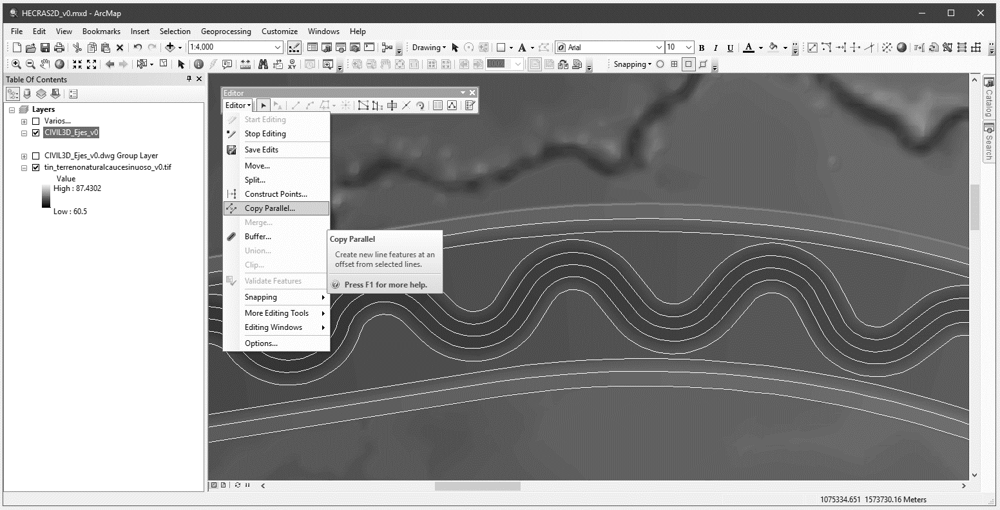 HECRAS2D_v0.mxd - ArcMap
File Edit View Bookmarks Insert Selection Geoprocessing Customize Windows Help
1:4,000 Drawing A Arial 10 B I U A
XY 100% Snapping
Table Of Contents
Layers
Varios...
CIVIL3D_Ejes_v0
CIVIL3D_Ejes_v0.dwg Group Layer
tin_terrenonaturalcaucesinuoso_v0.tif
Value
High : 87.4302
Low : 60.5
Editor
Editor
Start Editing
Stop Editing
Save Edits
Move...
Split...
Construct Points...
Copy Parallel...
Merge...
Buffer...
Union...
Clip...
Validate Features
Snapping
More Editing Tools
Editing Windows
Options...
Copy Parallel
Create new line features at an
offset from selected lines.
Press F1 for more help.
Catalog
Search
1075334.651 1573730.16 Meters